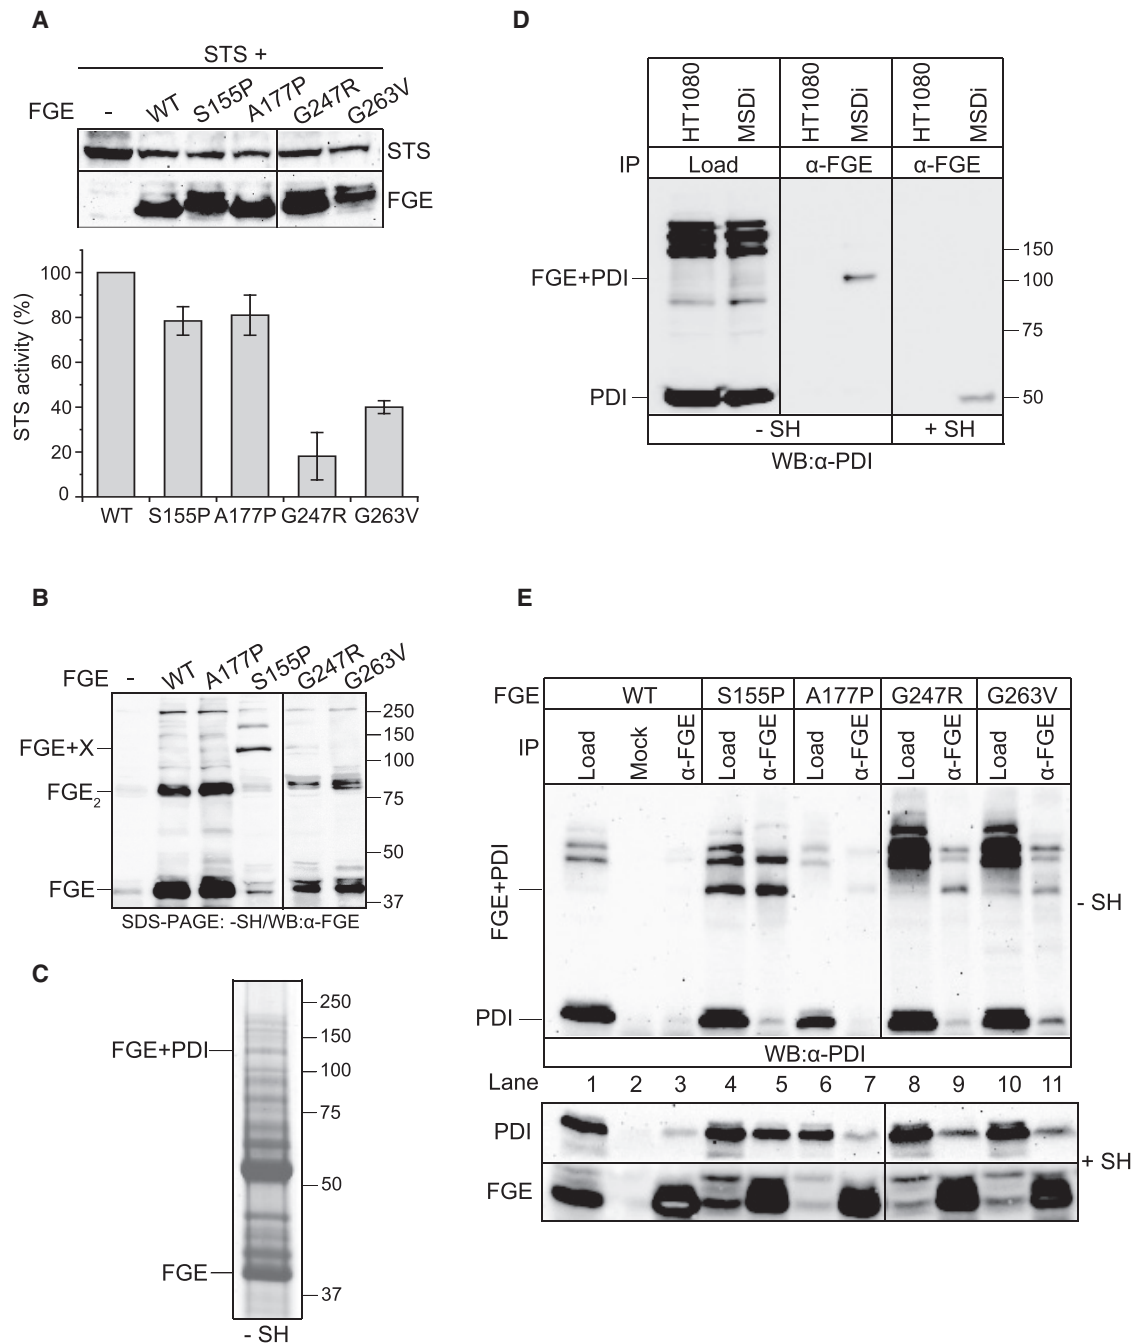 A
STS +
FGE - WT S155P A177P G247R G263V
STS
FGE
STS activity (%)
100
80
60
40
20
0
WT S155P A177P G247R G263V
B
FGE - WT A177P S155P G247R G263V
FGE+X
FGE2
FGE
250
150
100
75
50
37
SDS-PAGE: -SH/WB:α-FGE
C
FGE+PDI
FGE
250
150
100
75
50
37
- SH
D
HT1080 MSDi HT1080 MSDi HT1080 MSDi
IP Load α-FGE α-FGE
FGE+PDI
PDI
150
100
75
50
- SH + SH
WB:α-PDI
E
FGE WT S155P A177P G247R G263V
IP Load Mock α-FGE Load α-FGE Load α-FGE Load α-FGE Load α-FGE
FGE+PDI
- SH
PDI
WB:α-PDI
Lane 1 2 3 4 5 6 7 8 9 10 11
PDI
+ SH
FGE